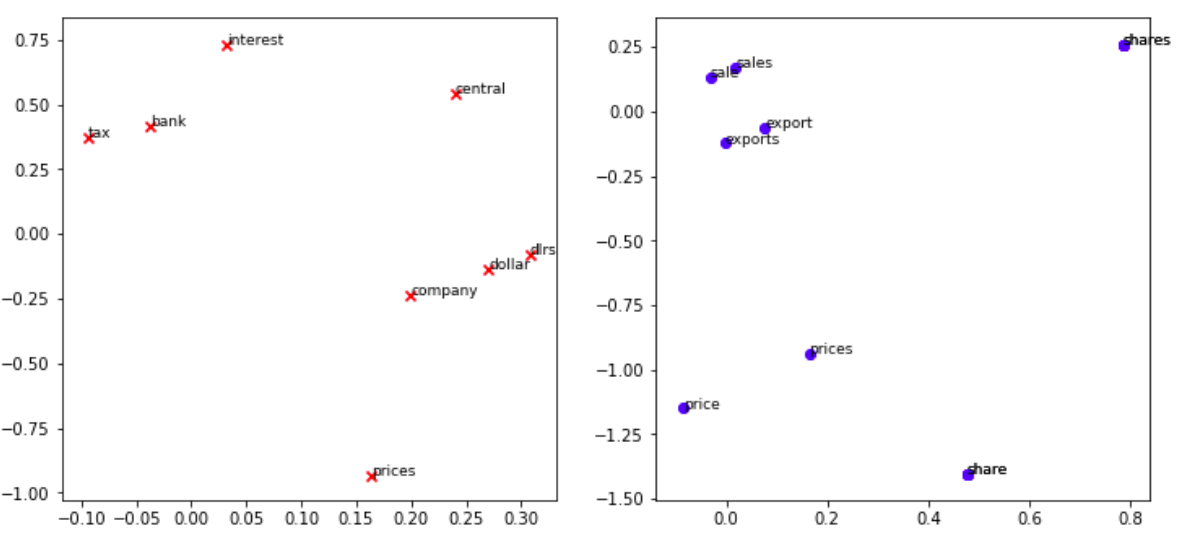 0.75
0.50
0.25
0.00
−0.25
−0.50
−0.75
−1.00
interest
central
tax
bank
dlrs
dollar
company
prices
−0.10 −0.05 0.00 0.05 0.10 0.15 0.20 0.25 0.30
0.25
0.00
−0.25
−0.50
−0.75
−1.00
−1.25
−1.50
shares
sales
sale
export
exports
prices
price
share
0.0 0.2 0.4 0.6 0.8